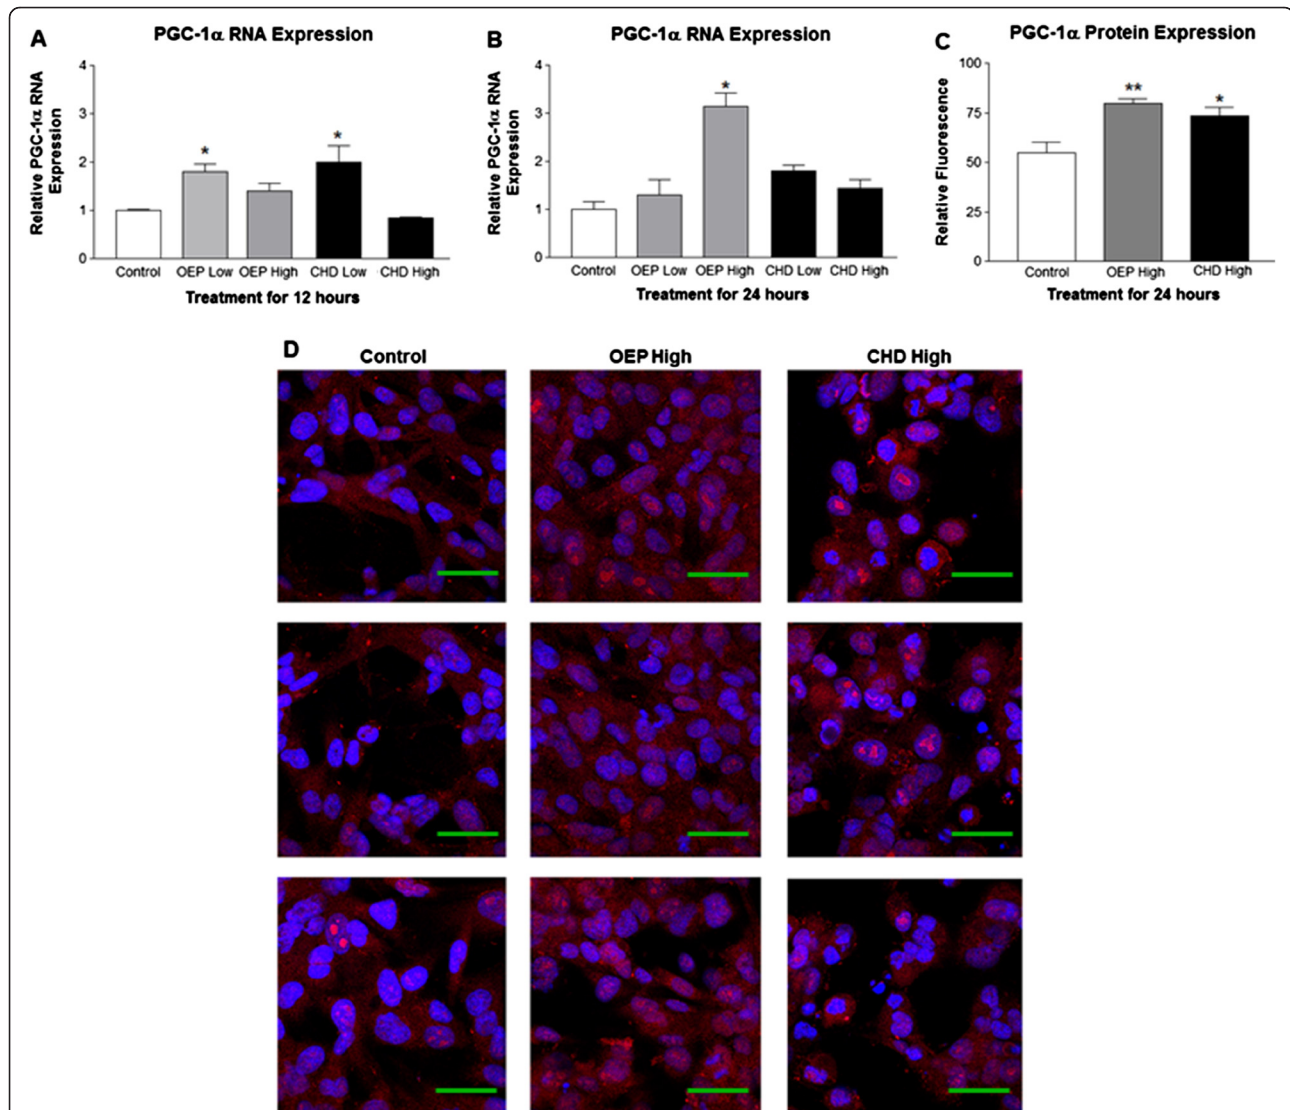 A
PGC-1α RNA Expression
Relative PGC-1α RNA
Expression
4
3
2
1
0
*
*
Control
OEP Low
OEP High
CHD Low
CHD High
Treatment for 12 hours
B
PGC-1α RNA Expression
Relative PGC-1α RNA
Expression
4
3
2
1
0
*
Control
OEP Low
OEP High
CHD Low
CHD High
Treatment for 24 hours
C
PGC-1α Protein Expression
Relative Fluorescence
100
75
50
25
0
**
*
Control
OEP High
CHD High
Treatment for 24 hours
D
Control
OEP High
CHD High